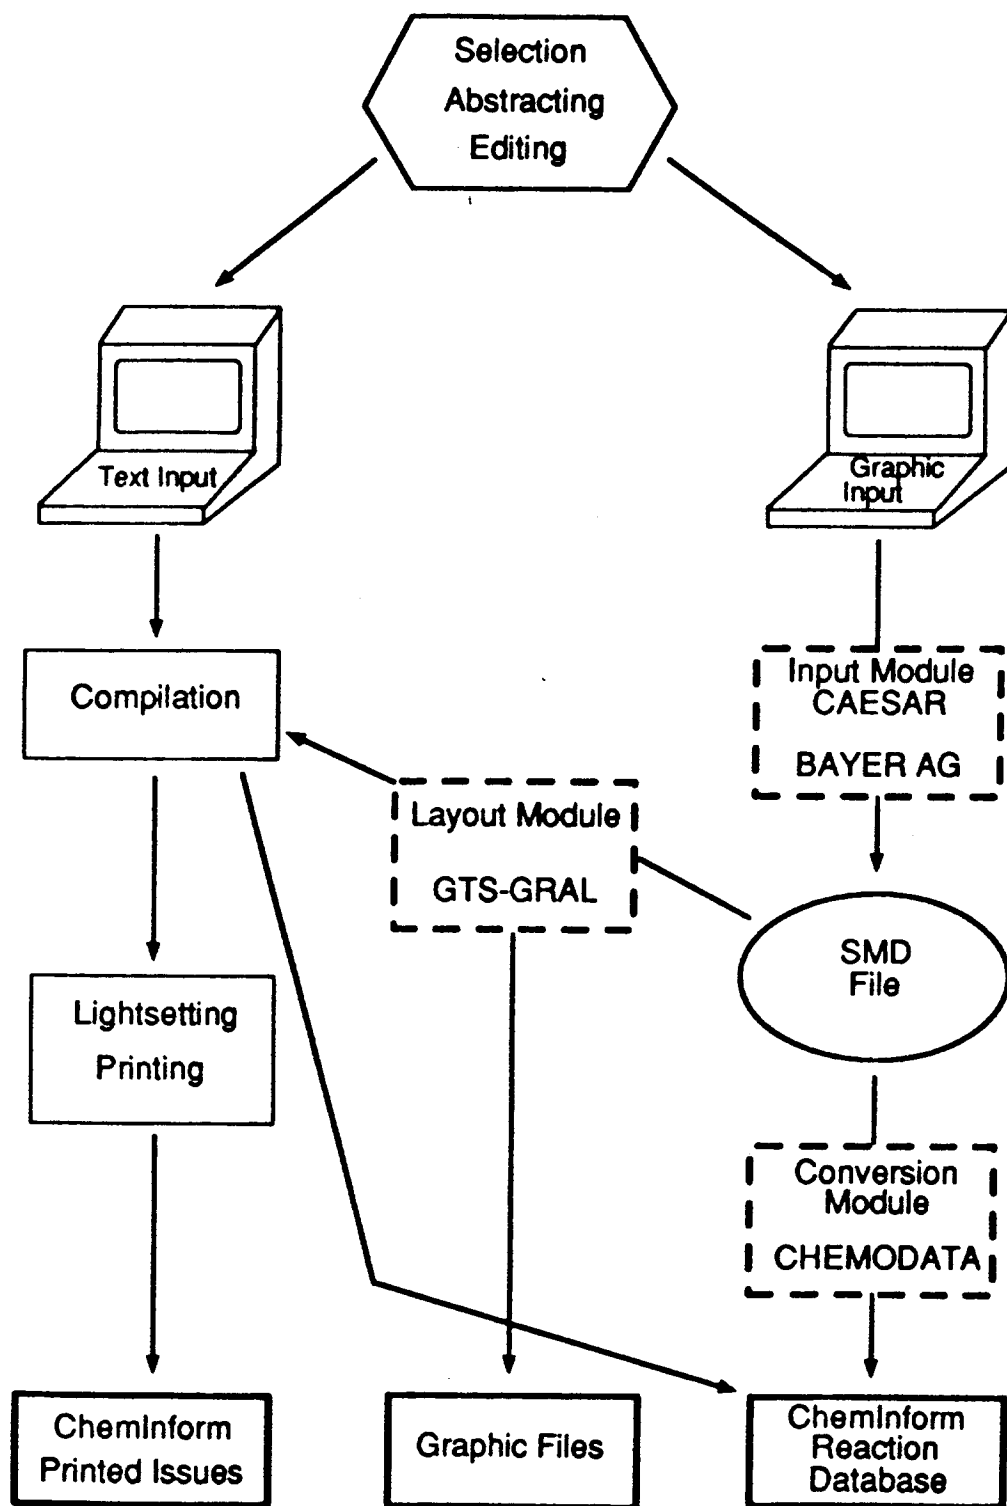 Selection
Abstracting
Editing
Text Input
Graphic
Input
Compilation
Input Module
CAESAR
BAYER AG
Layout Module
GTS-GRAL
SMD
File
Lightsetting
Printing
Conversion
Module
CHEMODATA
ChemInform
Printed Issues
Graphic Files
ChemInform
Reaction
Database